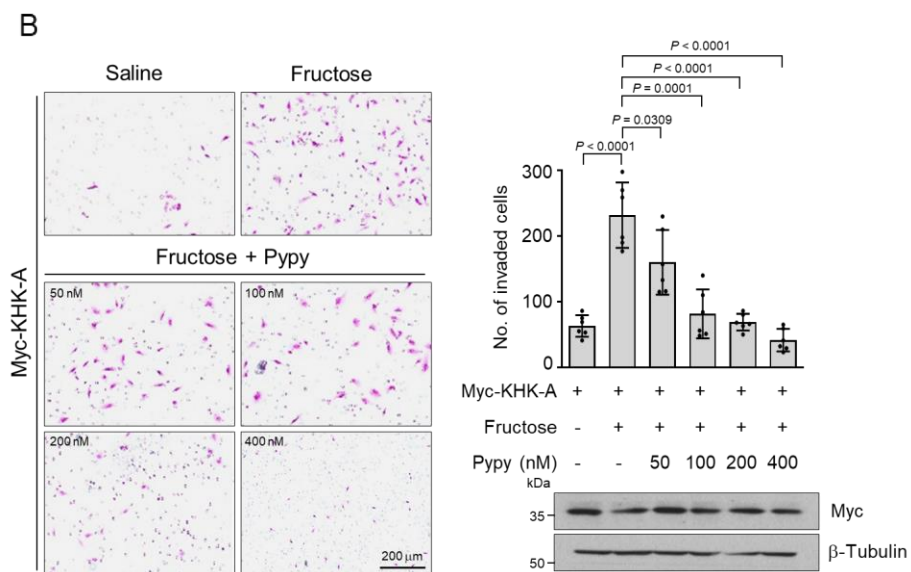 B
Saline Fructose
Myc-KHK-A
Fructose + Pypy
50 nM 100 nM
200 nM 400 nM
200 μm
P < 0.0001
P < 0.0001
P = 0.0001
P = 0.0309
P < 0.0001
No. of invaded cells
300
200
100
0
Myc-KHK-A + + + + + +
Fructose - + + + + +
Pypy (nM) - - 50 100 200 400
kDa
35 Myc
50 β-Tubulin